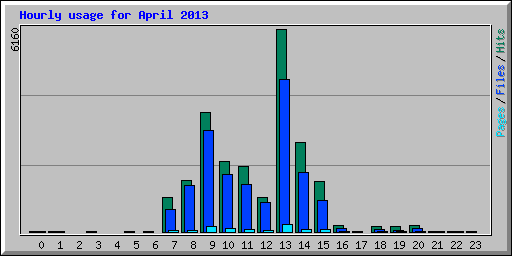 Hourly usage for April 2013
6160
Pages/Files/Hits
0 1 2 3 4 5 6 7 8 9 10 11 12 13 14 15 16 17 18 19 20 21 22 23